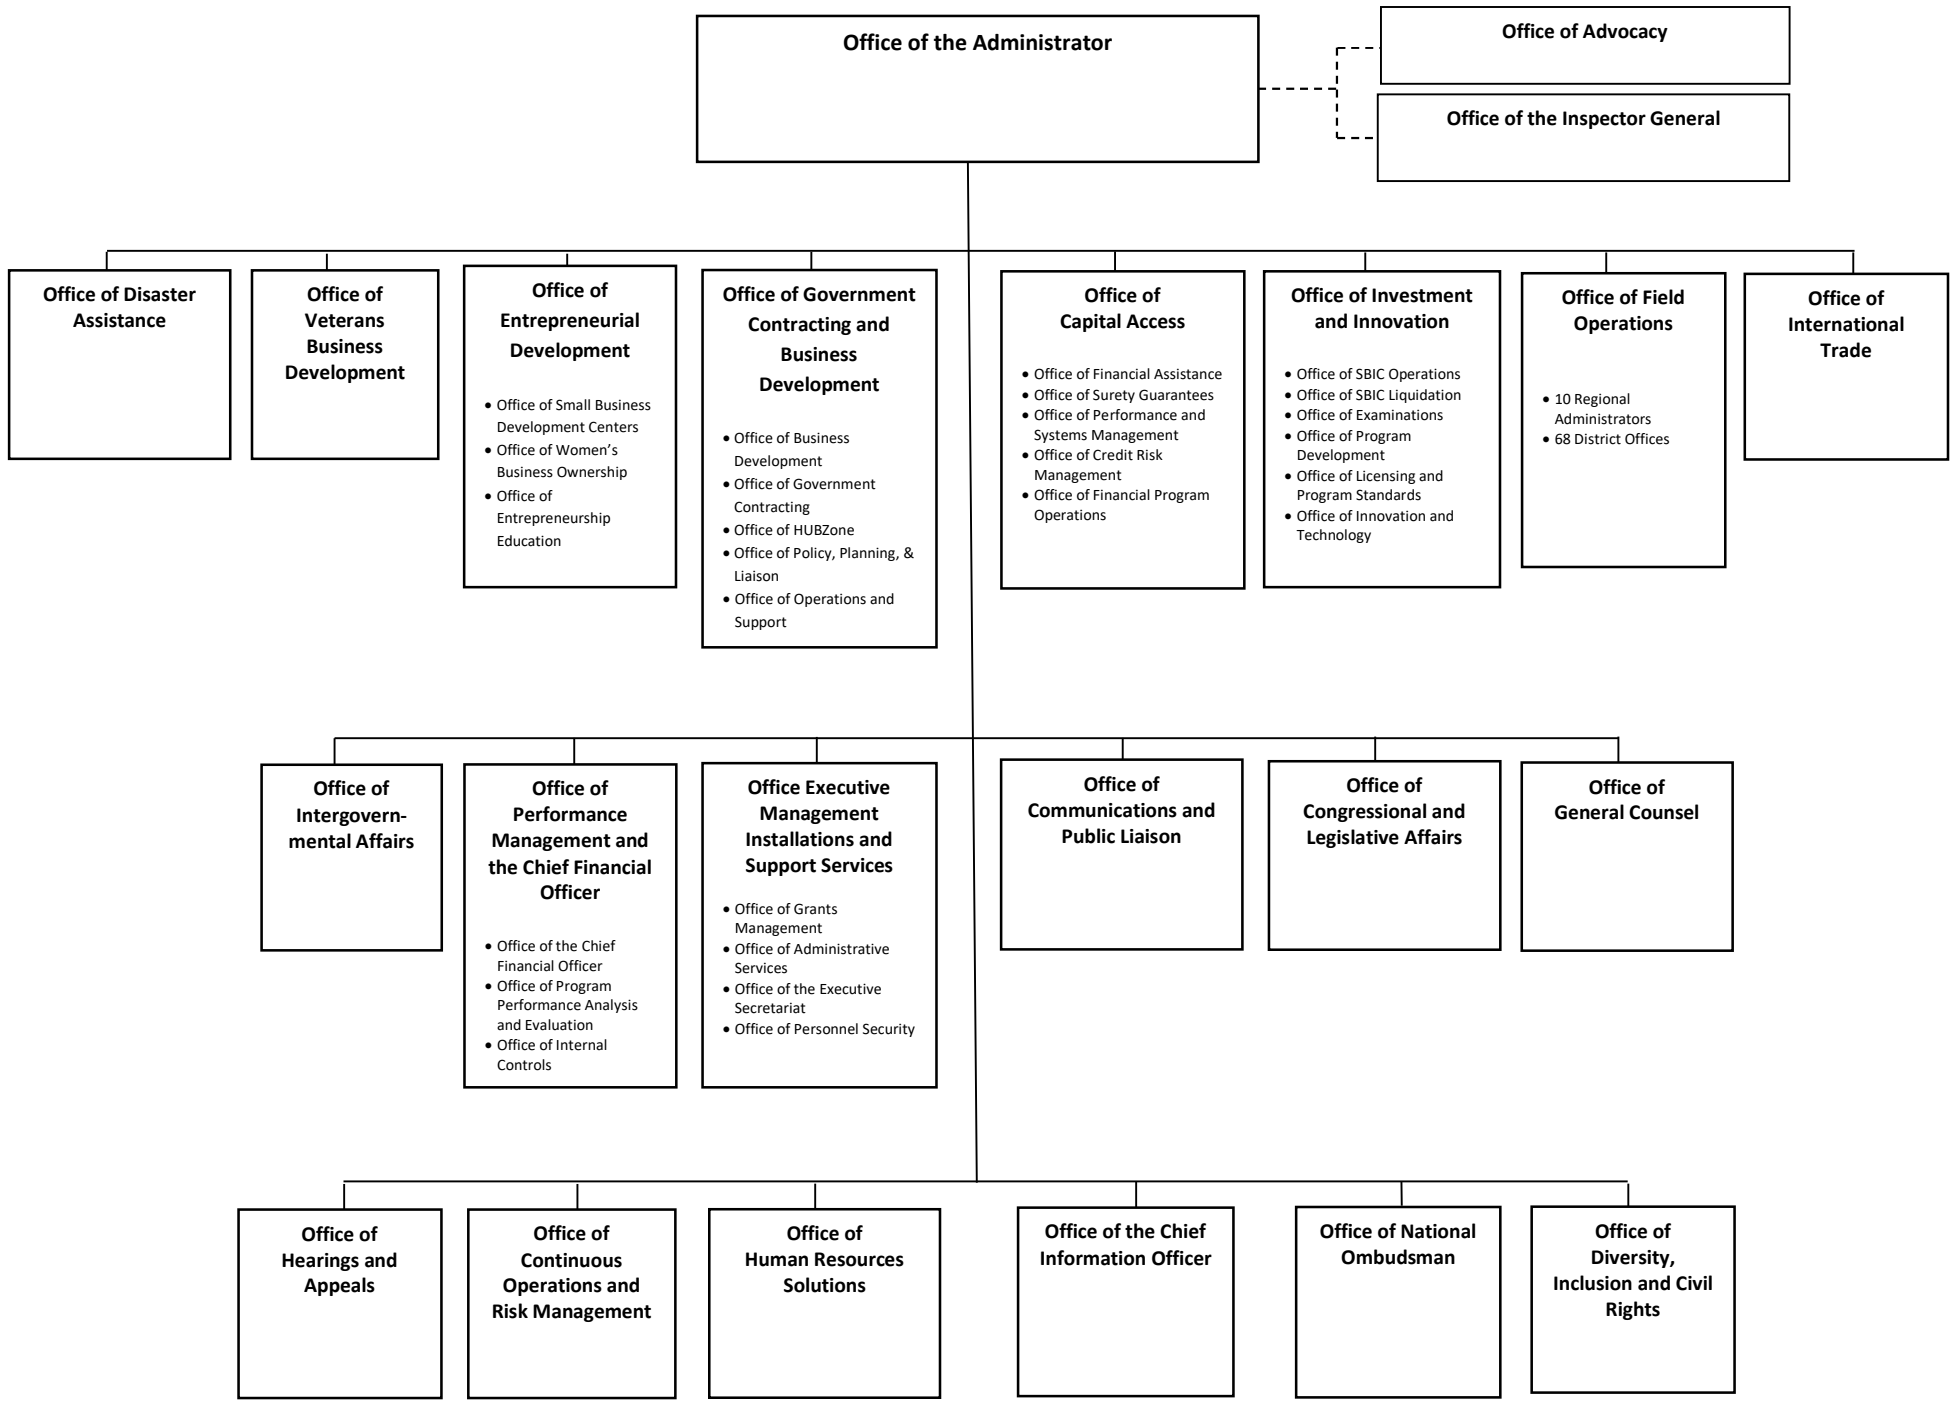 Office of the Administrator
Office of Advocacy
Office of the Inspector General
Office of Disaster
Assistance
Office of
Veterans
Business
Development
Office of
Entrepreneurial
Development
• Office of Small Business
Development Centers
• Office of Women’s
Business Ownership
• Office of
Entrepreneurship
Education
Office of Government
Contracting and
Business
Development
• Office of Business
Development
• Office of Government
Contracting
• Office of HUBZone
• Office of Policy, Planning, &
Liaison
• Office of Operations and
Support
Office of
Capital Access
• Office of Financial Assistance
• Office of Surety Guarantees
• Office of Performance and
Systems Management
• Office of Credit Risk
Management
• Office of Financial Program
Operations
Office of Investment
and Innovation
• Office of SBIC Operations
• Office of SBIC Liquidation
• Office of Examinations
• Office of Program
Development
• Office of Licensing and
Program Standards
• Office of Innovation and
Technology
Office of Field
Operations
• 10 Regional
Administrators
• 68 District Offices
Office of
International
Trade
Office of
Intergovern-
mental Affairs
Office of
Performance
Management and
the Chief Financial
Officer
• Office of the Chief
Financial Officer
• Office of Program
Performance Analysis
and Evaluation
• Office of Internal
Controls
Office Executive
Management
Installations and
Support Services
• Office of Grants
Management
• Office of Administrative
Services
• Office of the Executive
Secretariat
• Office of Personnel Security
Office of
Communications and
Public Liaison
Office of
Congressional and
Legislative Affairs
Office of
General Counsel
Office of
Hearings and
Appeals
Office of
Continuous
Operations and
Risk Management
Office of
Human Resources
Solutions
Office of the Chief
Information Officer
Office of National
Ombudsman
Office of
Diversity,
Inclusion and Civil
Rights